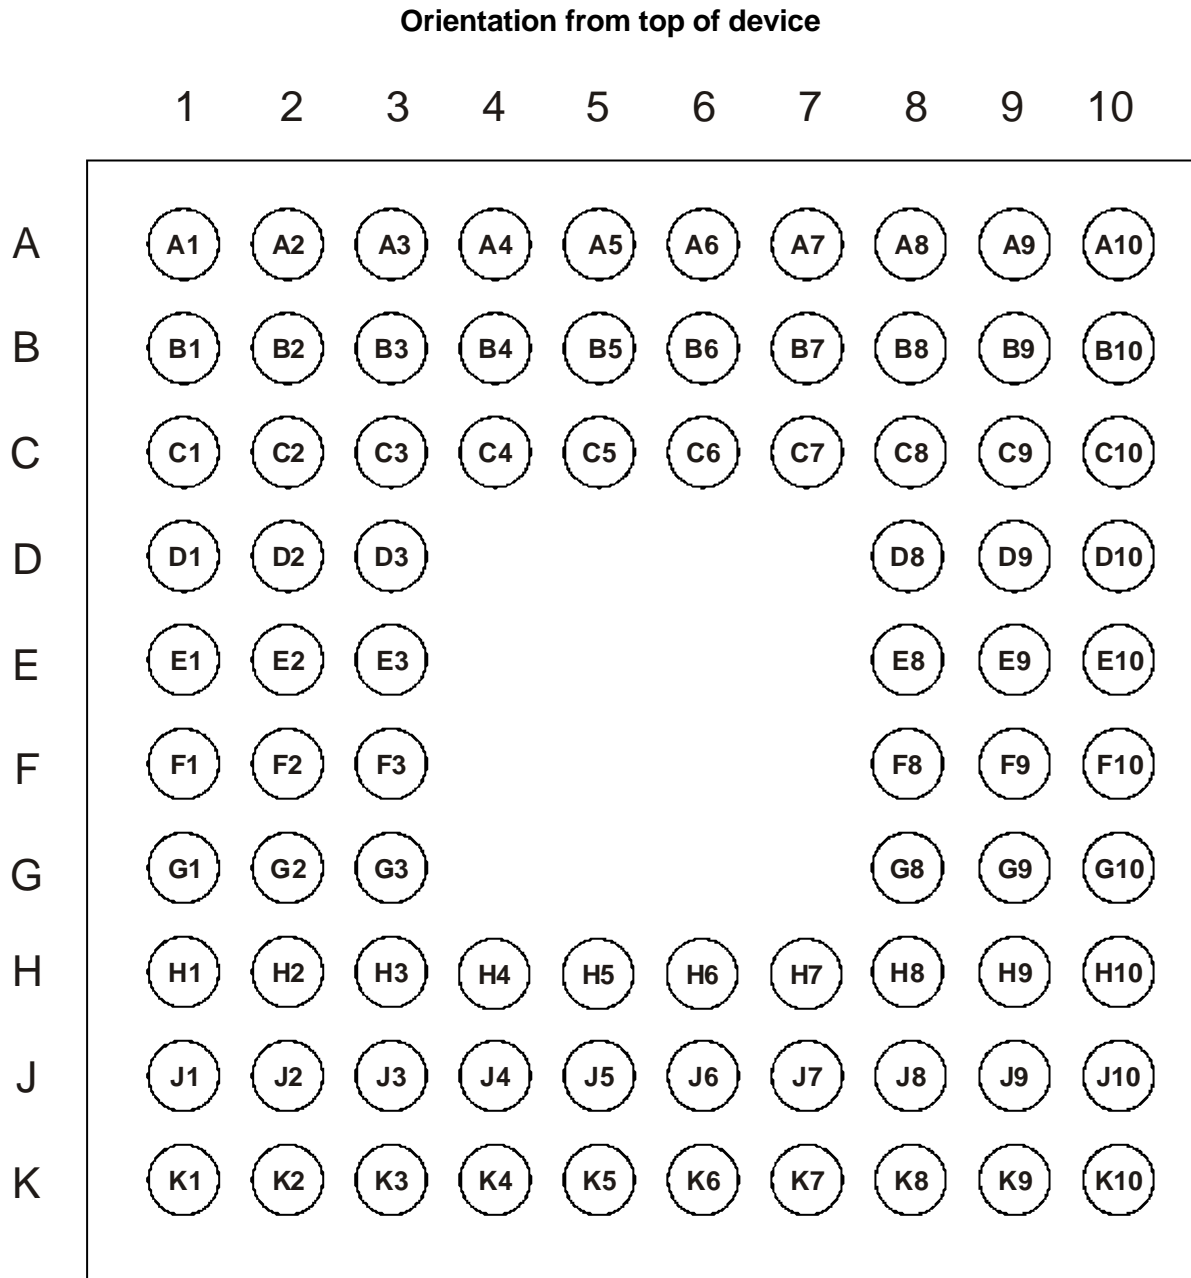 Orientation from top of device
1 2 3 4 5 6 7 8 9 10
A A1 A2 A3 A4 A5 A6 A7 A8 A9 A10
B B1 B2 B3 B4 B5 B6 B7 B8 B9 B10
C C1 C2 C3 C4 C5 C6 C7 C8 C9 C10
D D1 D2 D3 D8 D9 D10
E E1 E2 E3 E8 E9 E10
F F1 F2 F3 F8 F9 F10
G G1 G2 G3 G8 G9 G10
H H1 H2 H3 H4 H5 H6 H7 H8 H9 H10
J J1 J2 J3 J4 J5 J6 J7 J8 J9 J10
K K1 K2 K3 K4 K5 K6 K7 K8 K9 K10